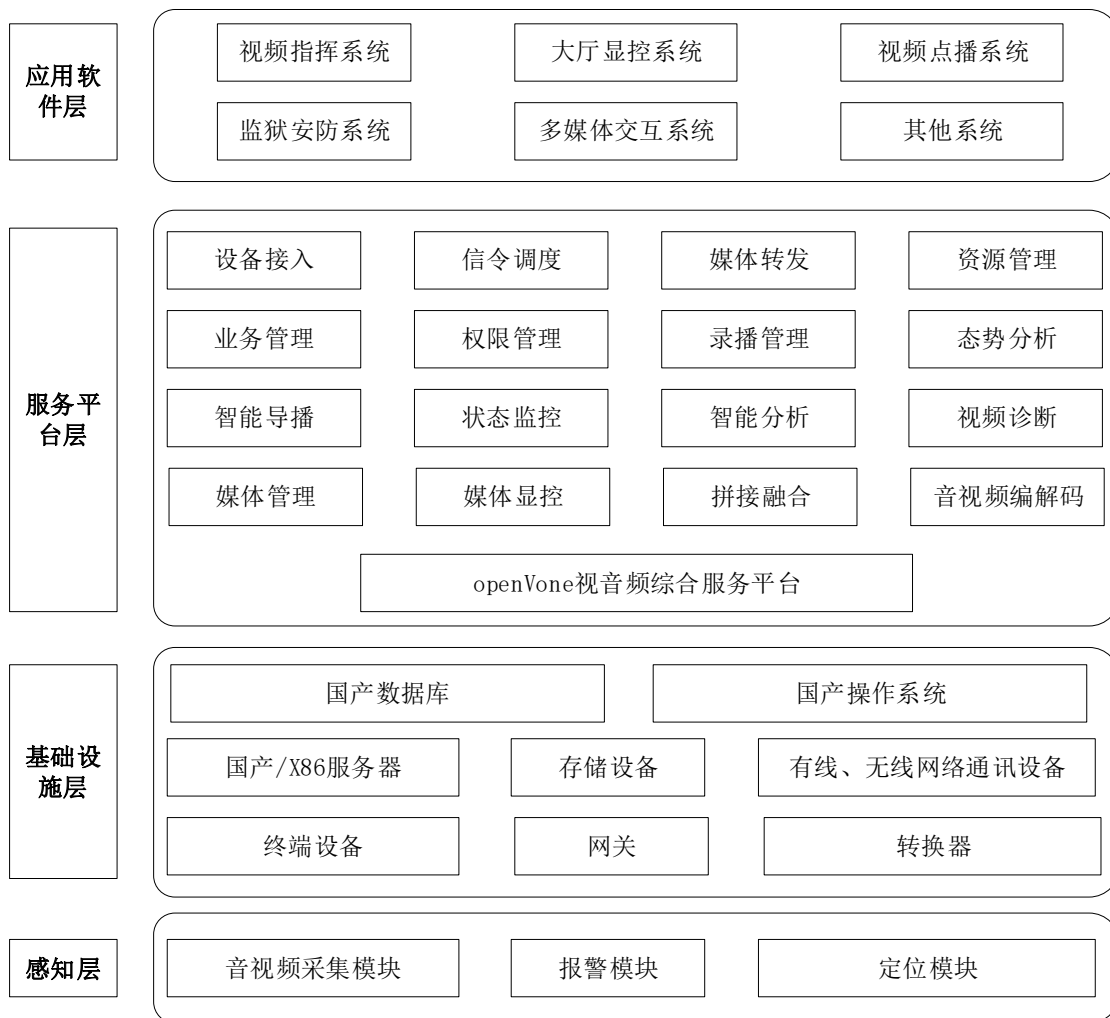 应用软
件层
视频指挥系统
大厅显控系统
视频点播系统
监狱安防系统
多媒体交互系统
其他系统
服务平
台层
设备接入
信令调度
媒体转发
资源管理
业务管理
权限管理
录播管理
态势分析
智能导播
状态监控
智能分析
视频诊断
媒体管理
媒体显控
拼接融合
音视频编解码
openVone视音频综合服务平台
基础设
施层
国产数据库
国产操作系统
国产/X86服务器
存储设备
有线、无线网络通讯设备
终端设备
网关
转换器
感知层
音视频采集模块
报警模块
定位模块